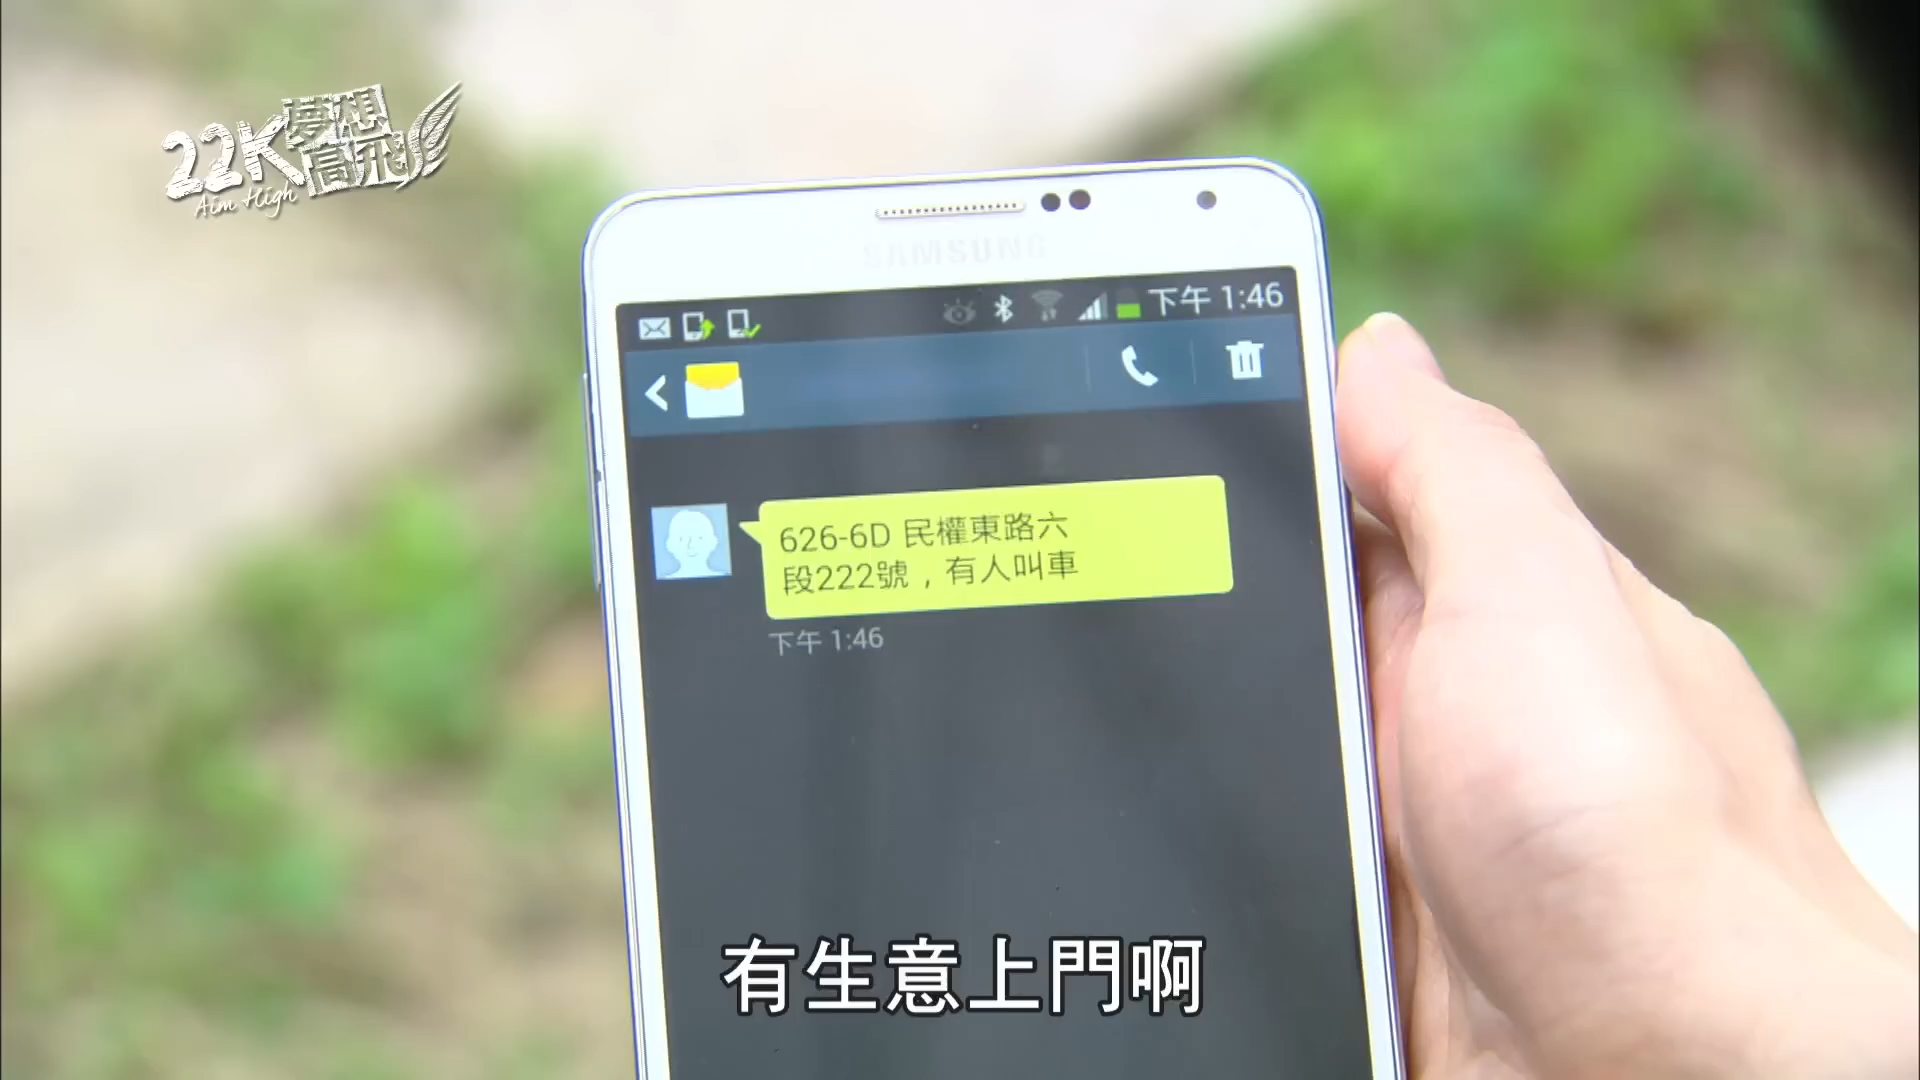 22K夢想
高飛
Aim High
SAMSUNG
下午 1:46
626-6D 民權東路六
段222號，有人叫車
下午 1:46
有生意上門啊